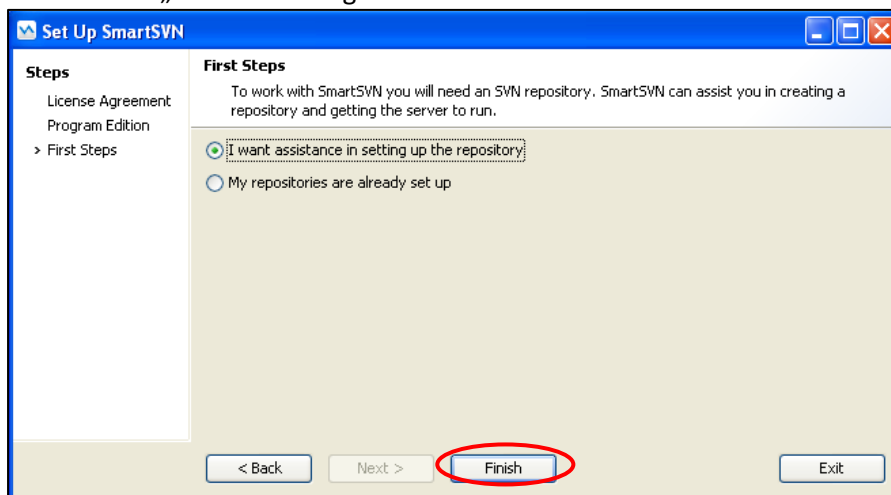 Set Up SmartSVN
Steps
License Agreement
Program Edition
> First Steps
First Steps
To work with SmartSVN you will need an SVN repository. SmartSVN can assist you in creating a
repository and getting the server to run.
I want assistance in setting up the repository
My repositories are already set up
< Back
Next >
Finish
Exit